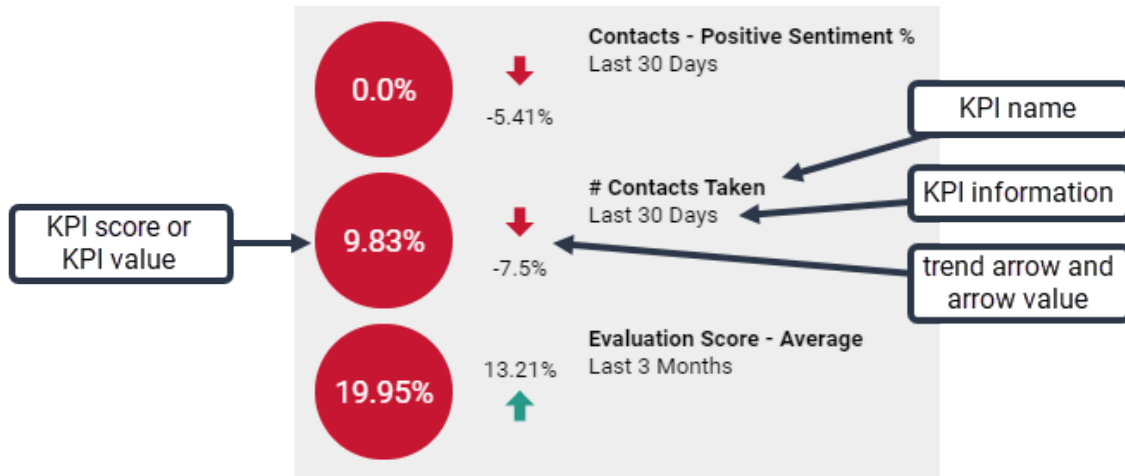 Contacts - Positive Sentiment %
Last 30 Days
0.0%
-5.41%
KPI name
# Contacts Taken
Last 30 Days
KPI information
KPI score or
KPI value
9.83%
-7.5%
trend arrow and
arrow value
Evaluation Score - Average
Last 3 Months
13.21%
19.95%